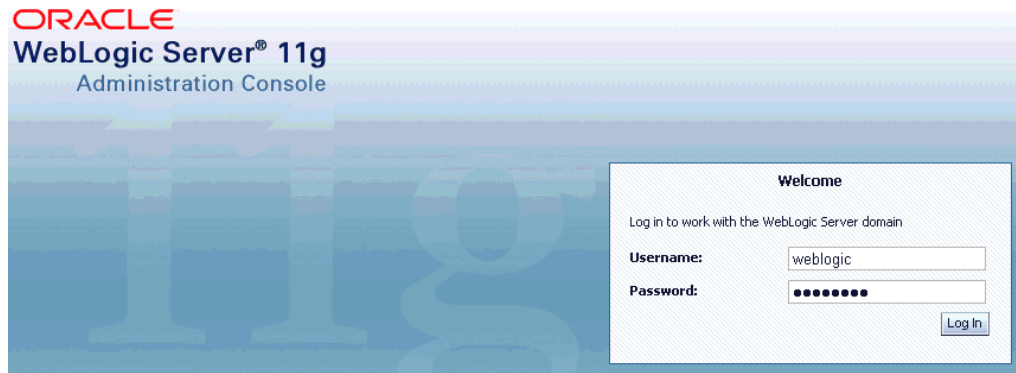 ORACLE
WebLogic Server® 11g
Administration Console
11g
Welcome
Log in to work with the WebLogic Server domain
Username: weblogic
Password: ●●●●●●●●
Log In